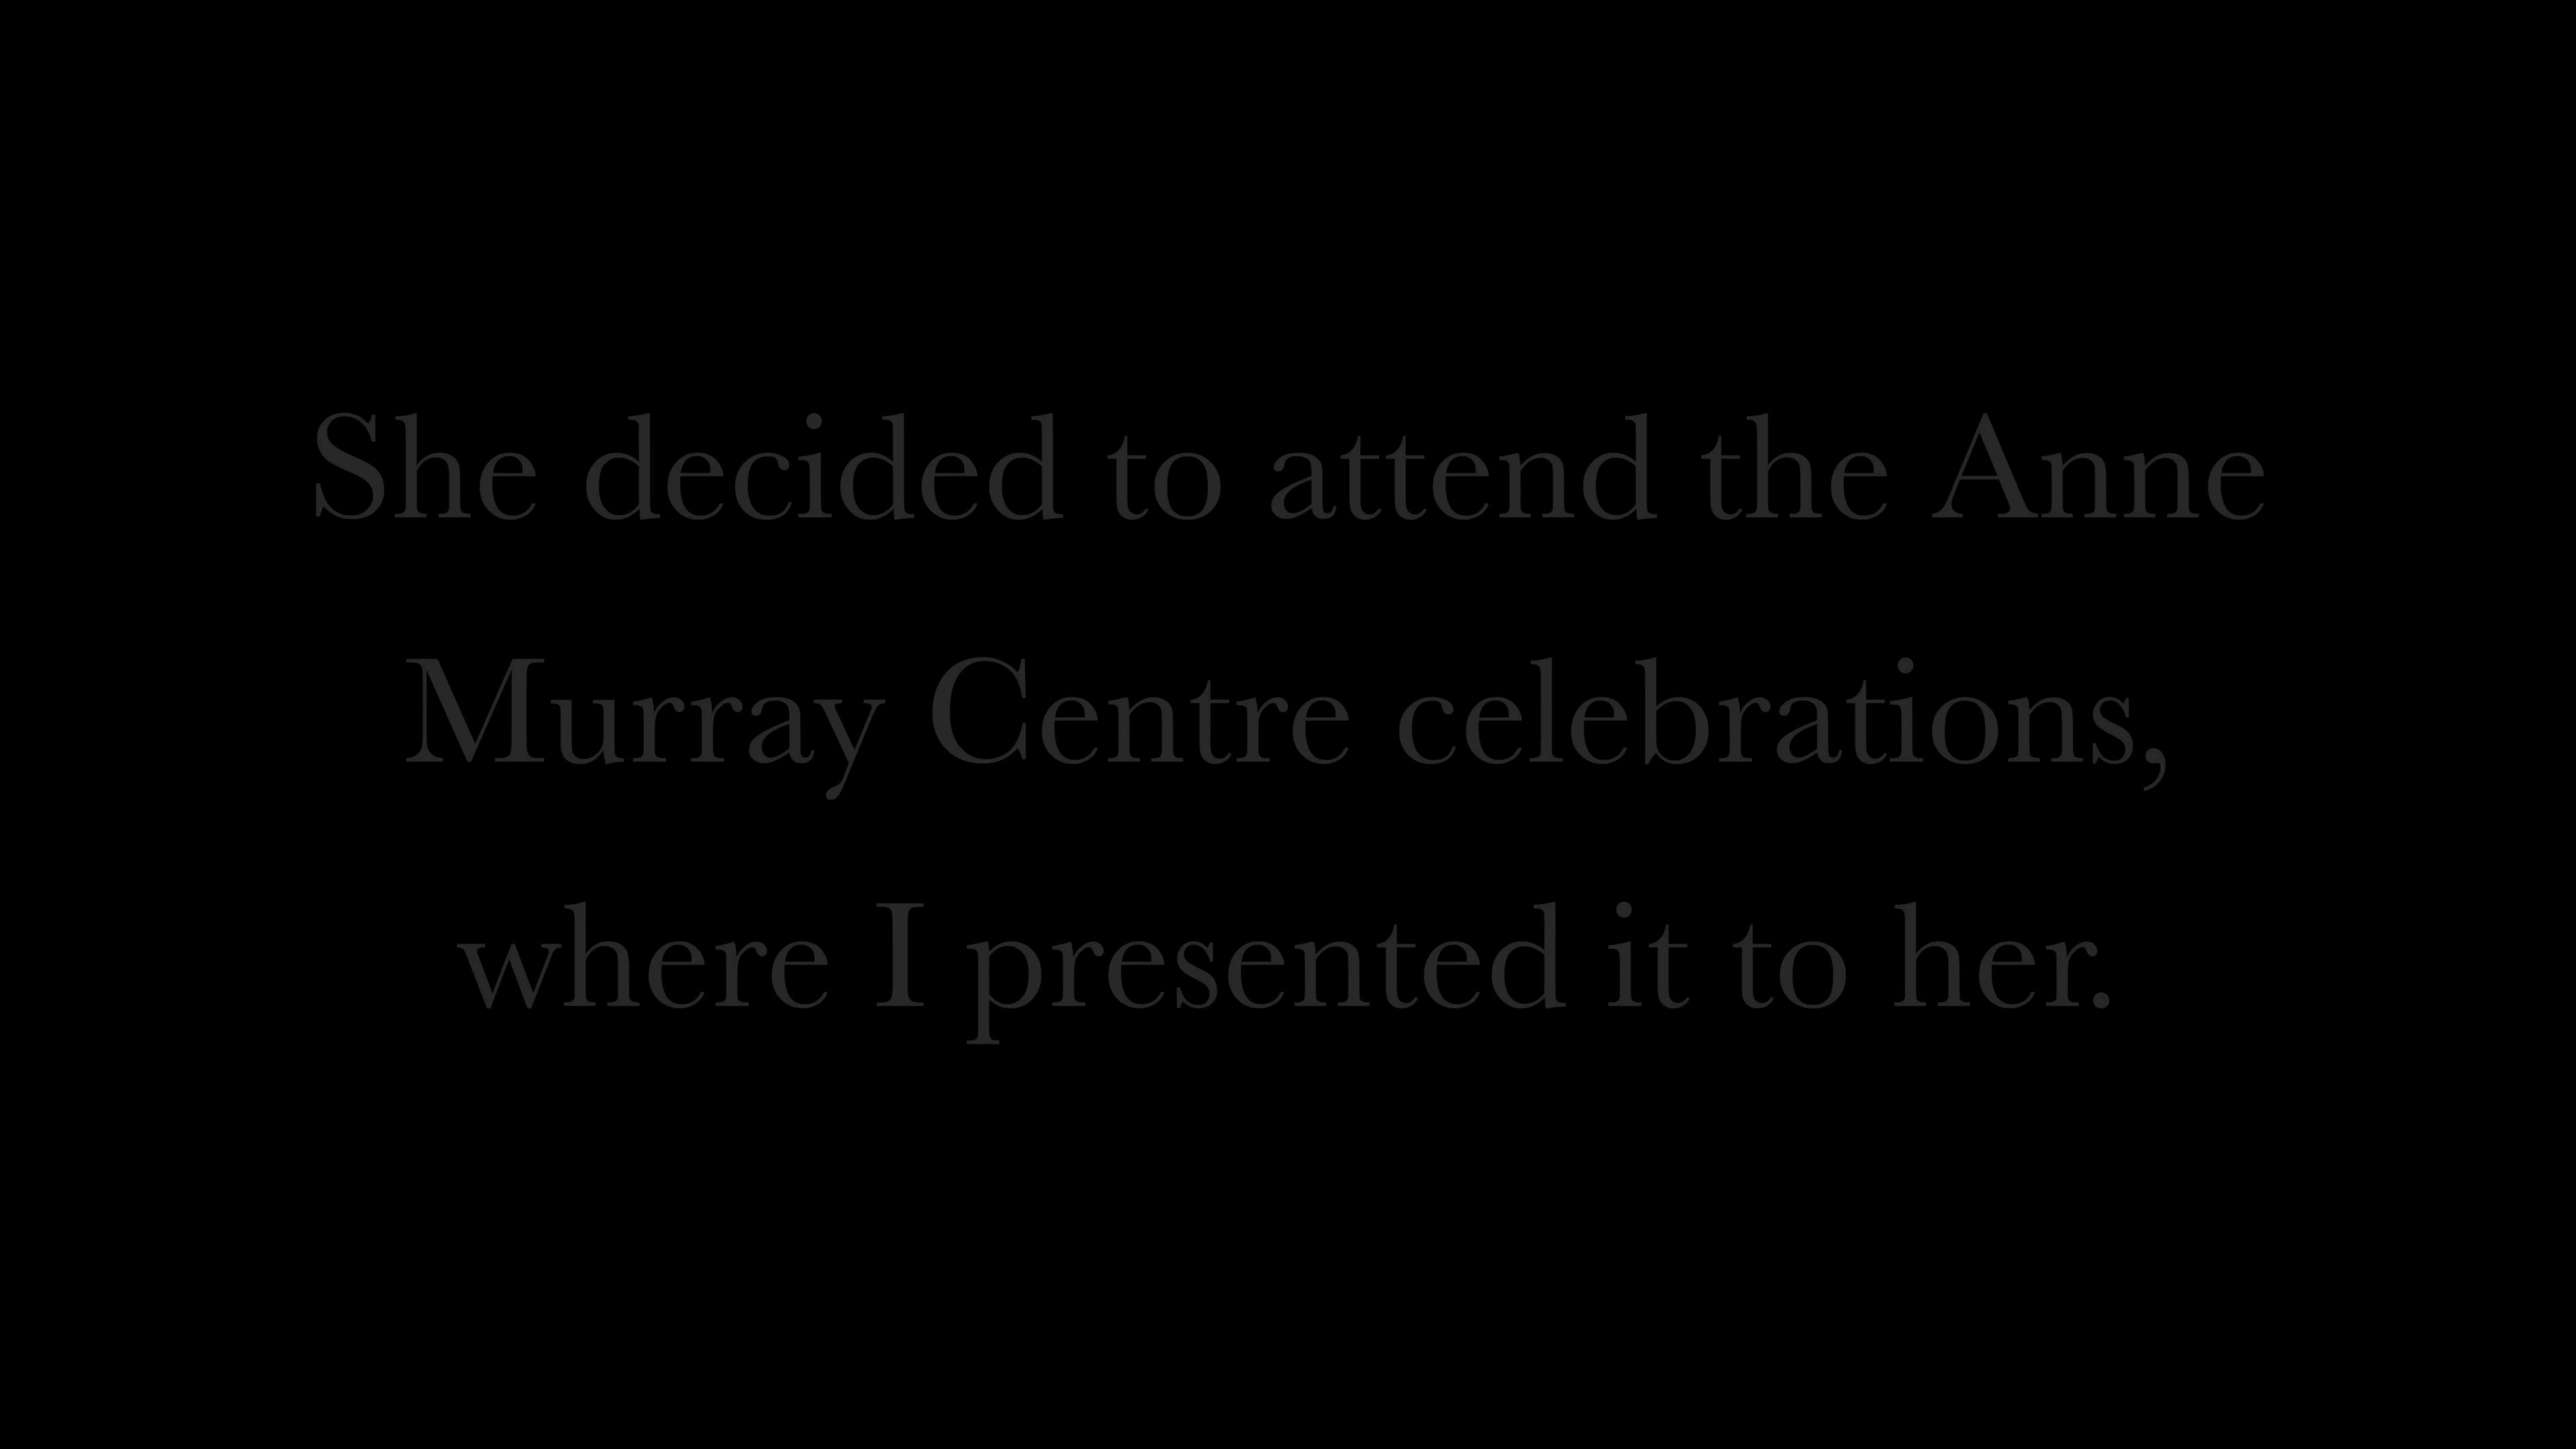 She decided to attend the Anne
Murray Centre celebrations,
where I presented it to her.